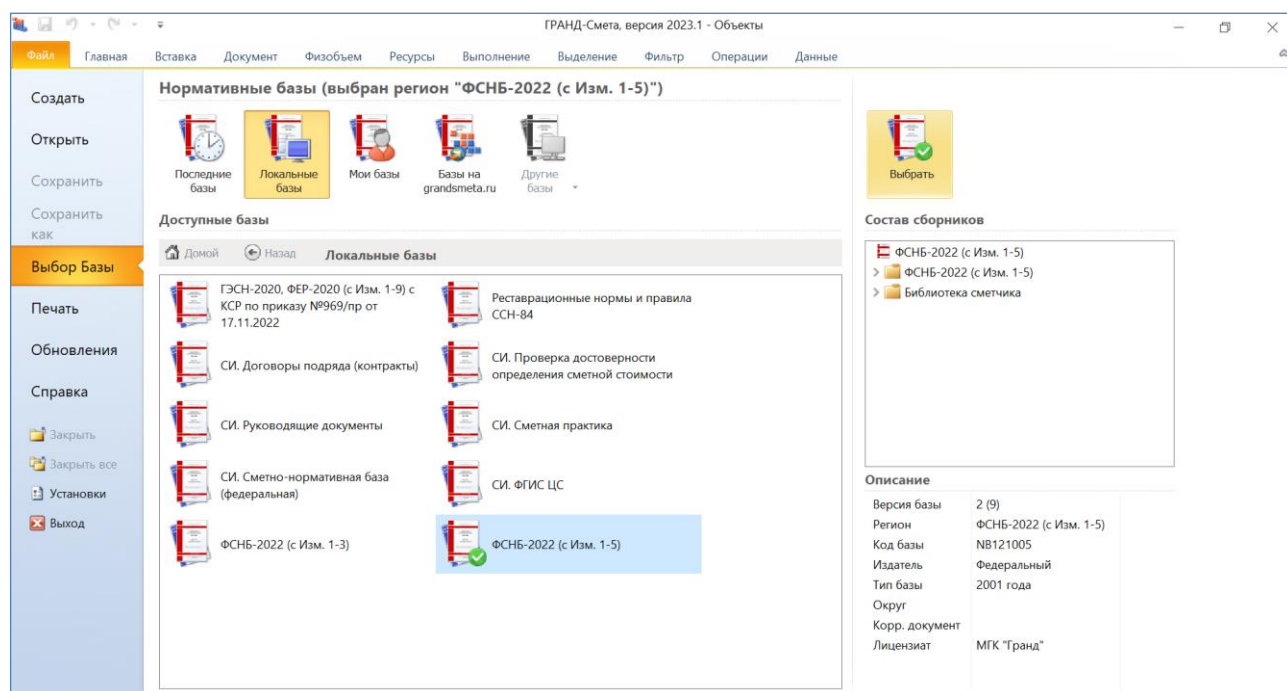 ГРАНД-Смета, версия 2023.1 - Объекты
Файл Главная Вставка Документ Физобъем Ресурсы Выполнение Выделение Фильтр Операции Данные
Создать
Открыть
Сохранить
Сохранить
как
Выбор Базы
Печать
Обновления
Справка
Закрыть
Закрыть все
Установки
Выход
Нормативные базы (выбран регион "ФСНБ-2022 (с Изм. 1-5)")
Последние
базы
Локальные
базы
Мои базы
Базы на
grandsmeta.ru
Другие
базы
Доступные базы
Домой Назад Локальные базы
ГЭСН-2020, ФЕР-2020 (с Изм. 1-9) с
КСР по приказу №969/пр от
17.11.2022
Реставрационные нормы и правила
ССН-84
СИ. Договоры подряда (контракты)
СИ. Проверка достоверности
определения сметной стоимости
СИ. Руководящие документы
СИ. Сметная практика
СИ. Сметно-нормативная база
(федеральная)
СИ. ФГИС ЦС
ФСНБ-2022 (с Изм. 1-3)
ФСНБ-2022 (с Изм. 1-5)
Выбрать
Состав сборников
ФСНБ-2022 (с Изм. 1-5)
ФСНБ-2022 (с Изм. 1-5)
Библиотека сметчика
Описание
Версия базы 2 (9)
Регион ФСНБ-2022 (с Изм. 1-5)
Код базы NB121005
Издатель Федеральный
Тип базы 2001 года
Округ
Корр. документ
Лицензиат МГК "Гранд"